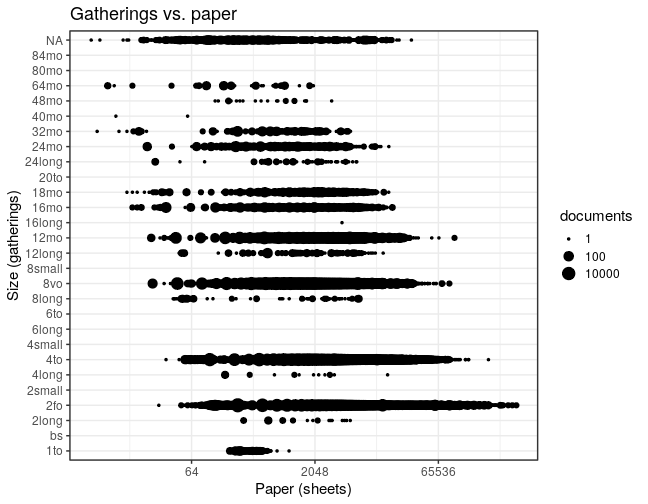 Gatherings vs. paper
NA
84mo
80mo
64mo
48mo
40mo
32mo
24mo
24long
20to
18mo
16mo
16long
12mo
12long
8small
8vo
8long
6to
6long
4small
4to
4long
2small
2fo
2long
bs
1to
Size (gatherings)
64
2048
65536
Paper (sheets)
documents
1
100
10000